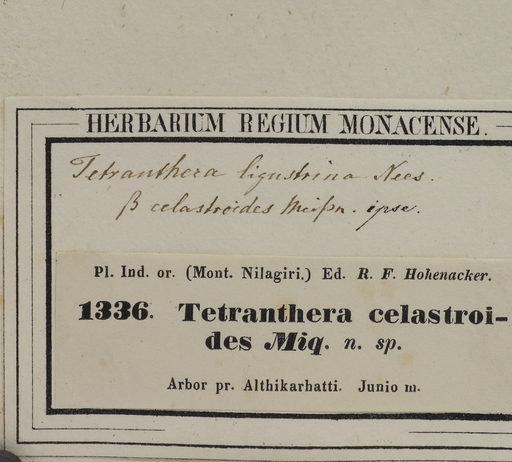 HERBARIUM REGIUM MONACENSE.
Tetranthera ligustrina Nees.
β celastroides Meißn. ipse.
Pl. Ind. or. (Mont. Nilagiri.) Ed. R. F. Hohenacker.
1336. Tetranthera celastroi-
des Miq. n. sp.
Arbor pr. Althikarhatti. Junio m.